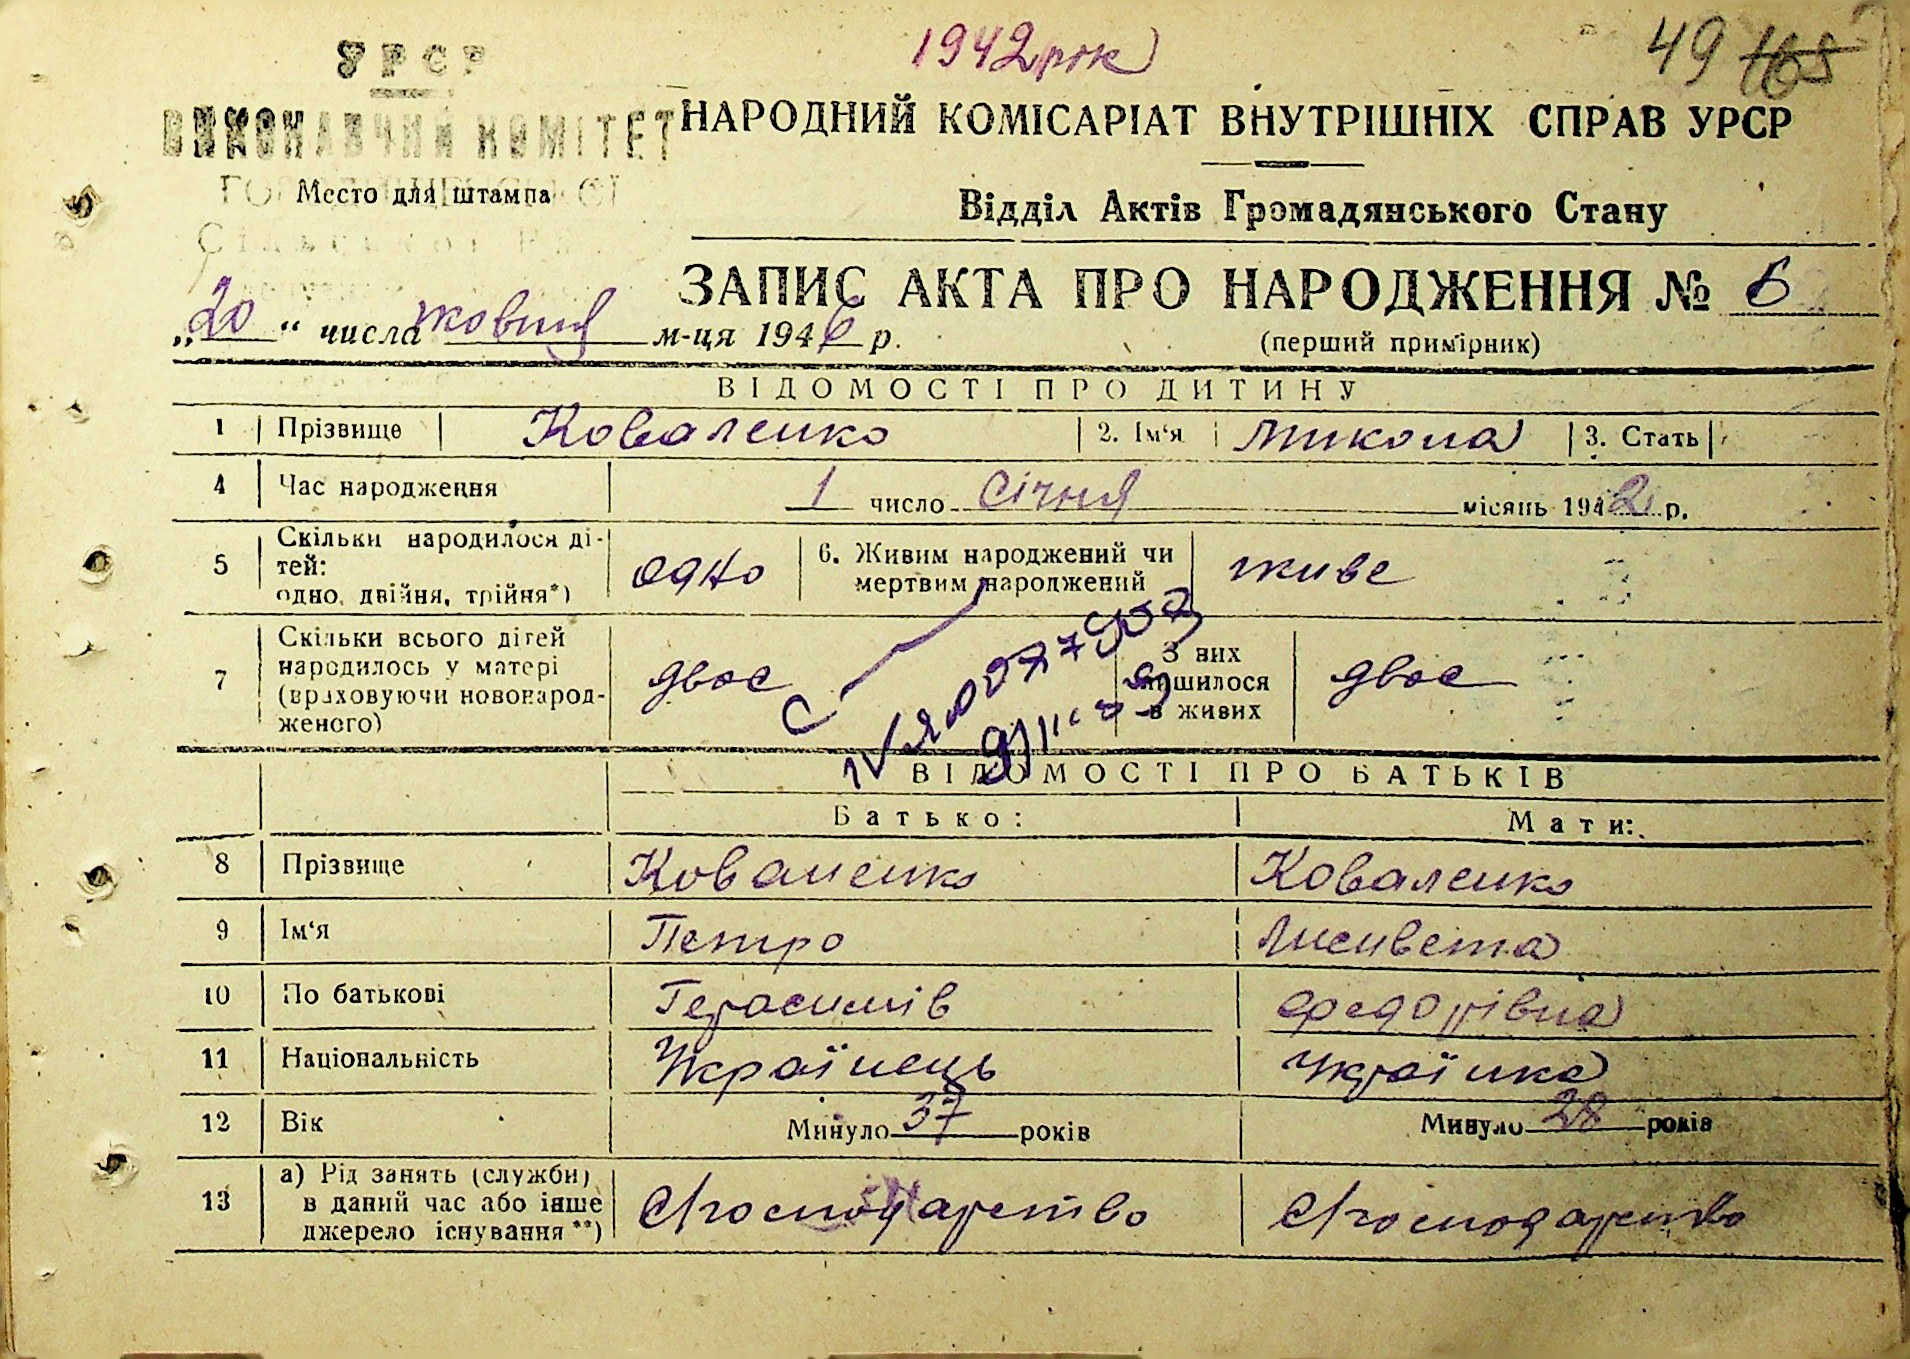 1942 рок
49 168
УРСР
ВИКОНАВЧИЙ КОМІТЕТ
НАРОДНИЙ КОМІСАРІАТ ВНУТРІШНІХ СПРАВ УРСР
Место для штампа
Відділ Актів Громадянського Стану
ЗАПИС АКТА ПРО НАРОДЖЕННЯ № 6
„20“ числа жовтня м-ця 1946 р.
(перший примірник)
ВІДОМОСТІ ПРО ДИТИНУ
1 Прізвище Коваленко 2. Ім‘я Микола 3. Стать
4 Час народження 1 число Січня місяць 1942 р.
5 Скільки народилося дітей: одно, двійня, трійня*) одно 6. Живим народжений чи мертвим народжений живе
7 Скільки всього дітей народилось у матері (враховуючи новонародженого) двоє З них лишилося в живих двоє
ВІДОМОСТІ ПРО БАТЬКІВ
Батько: Мати:
8 Прізвище Коваленко Коваленко
9 Ім‘я Петро Лисивета
10 По батькові Герасимів Федорівна
11 Національність Українець Українка
12 Вік Минуло 37 років Минуло 28 років
13 а) Рід занять (служби) в даний час або інше джерело існування**) С/господарство С/господарство